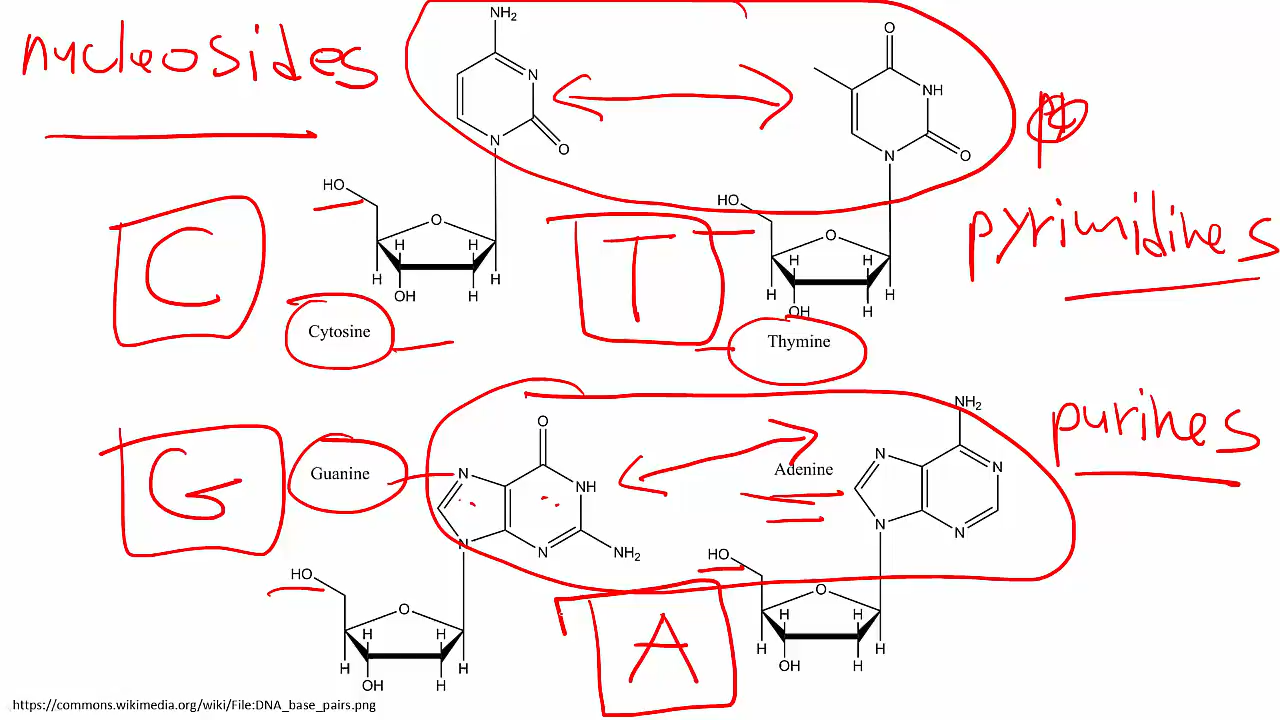 nucleosides
NH₂
N
N
O
HO
O
H
H
H
H
OH
H
C
Cytosine
O
NH
N
O
HO
O
H
H
H
H
OH
H
T
Thymine
pyrimidines
G
Guanine
O
N
NH
N
N
NH₂
HO
O
H
H
H
H
OH
H
Adenine
NH₂
N
N
N
N
HO
O
H
H
H
H
OH
H
A
purines
https://commons.wikimedia.org/wiki/File:DNA_base_pairs.png